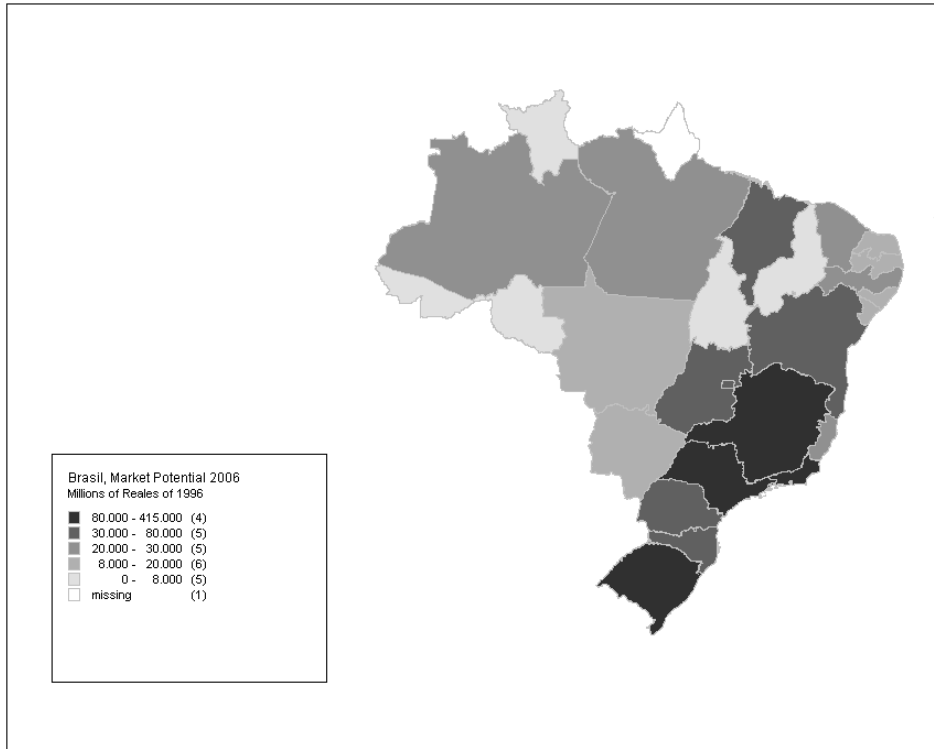 Brasil, Market Potential 2006
Millions of Reales of 1996
80.000 - 415.000 (4)
30.000 - 80.000 (5)
20.000 - 30.000 (5)
8.000 - 20.000 (6)
0 - 8.000 (5)
missing (1)